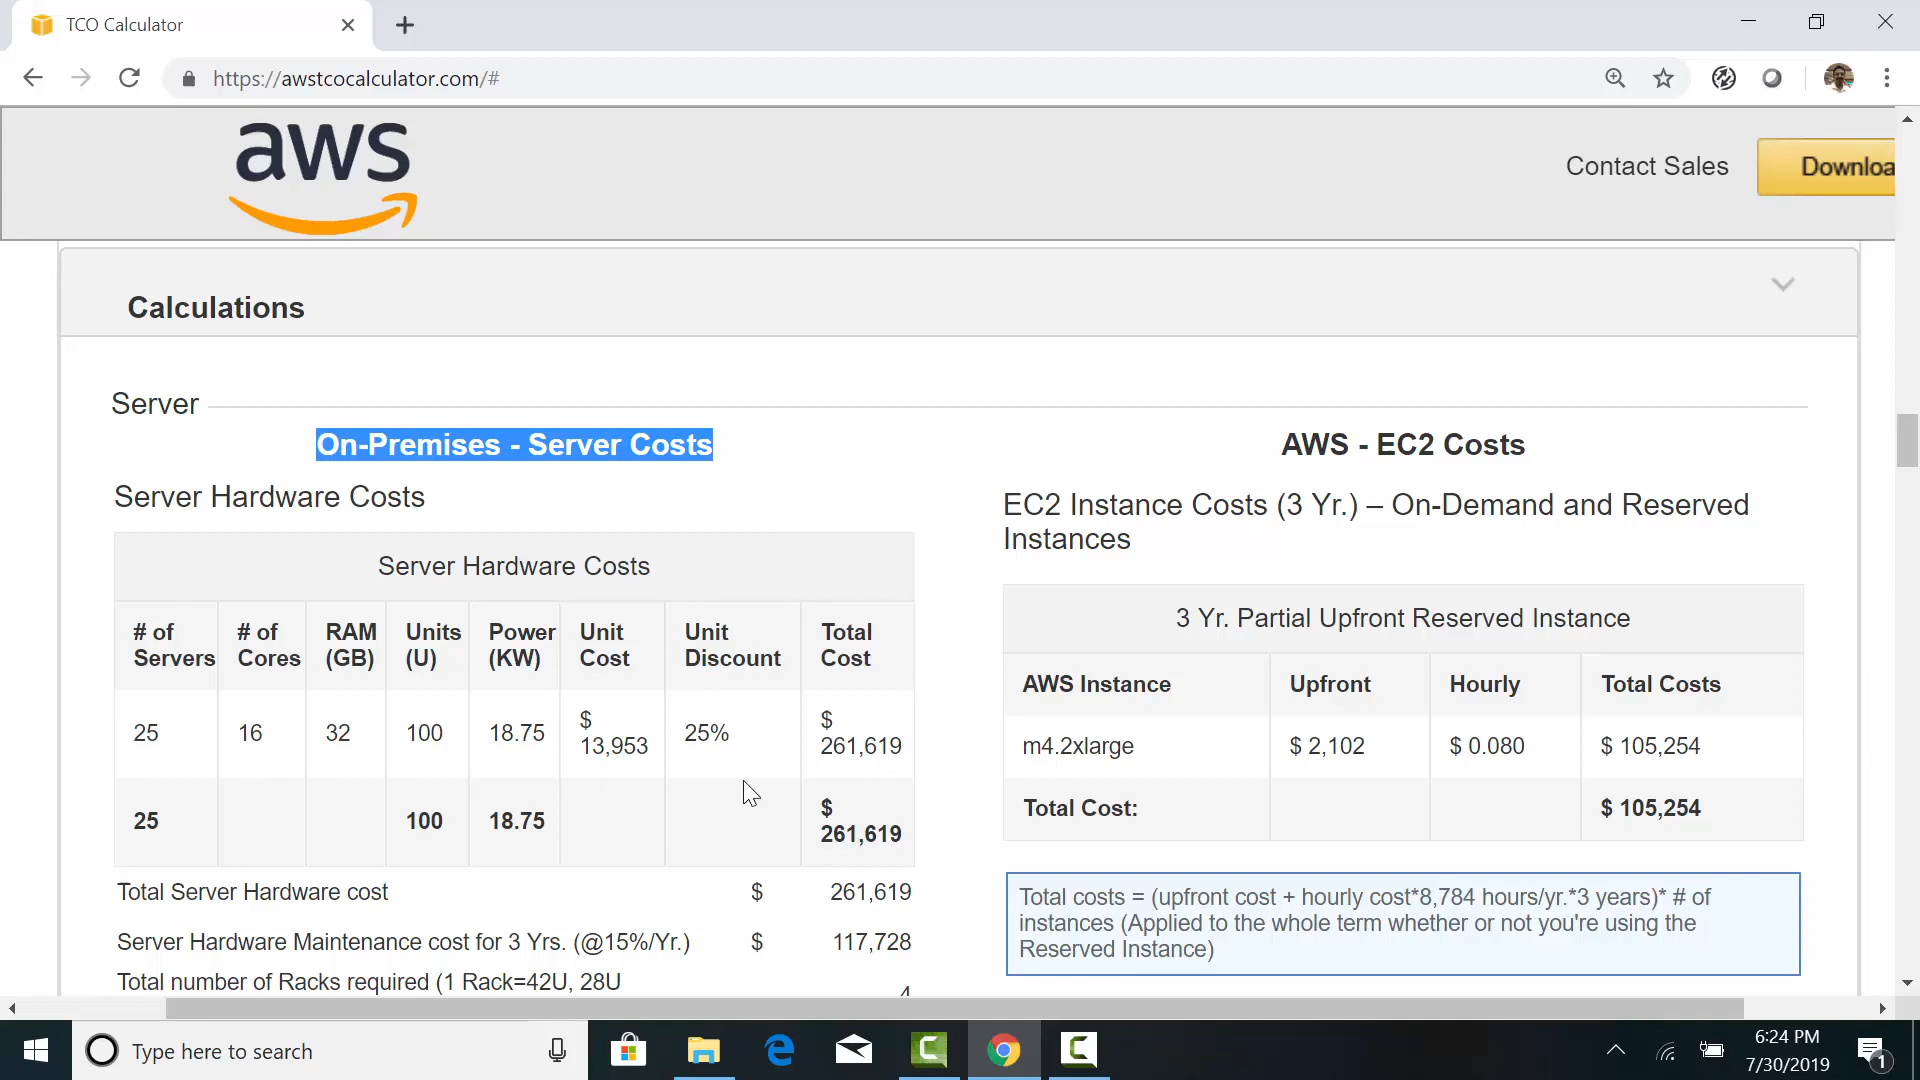 TCO Calculator
https://awstcocalculator.com/#
aws
Contact Sales
Downloa
Calculations
Server
On-Premises - Server Costs
Server Hardware Costs
Server Hardware Costs
# of Servers
# of Cores
RAM (GB)
Units (U)
Power (KW)
Unit Cost
Unit Discount
Total Cost
25
16
32
100
18.75
$ 13,953
25%
$ 261,619
25
100
18.75
$ 261,619
Total Server Hardware cost $ 261,619
Server Hardware Maintenance cost for 3 Yrs. (@15%/Yr.) $ 117,728
Total number of Racks required (1 Rack=42U, 28U 4
AWS - EC2 Costs
EC2 Instance Costs (3 Yr.) – On-Demand and Reserved
Instances
3 Yr. Partial Upfront Reserved Instance
AWS Instance
Upfront
Hourly
Total Costs
m4.2xlarge
$ 2,102
$ 0.080
$ 105,254
Total Cost:
$ 105,254
Total costs = (upfront cost + hourly cost*8,784 hours/yr.*3 years)* # of
instances (Applied to the whole term whether or not you're using the
Reserved Instance)
Type here to search
6:24 PM
7/30/2019
1